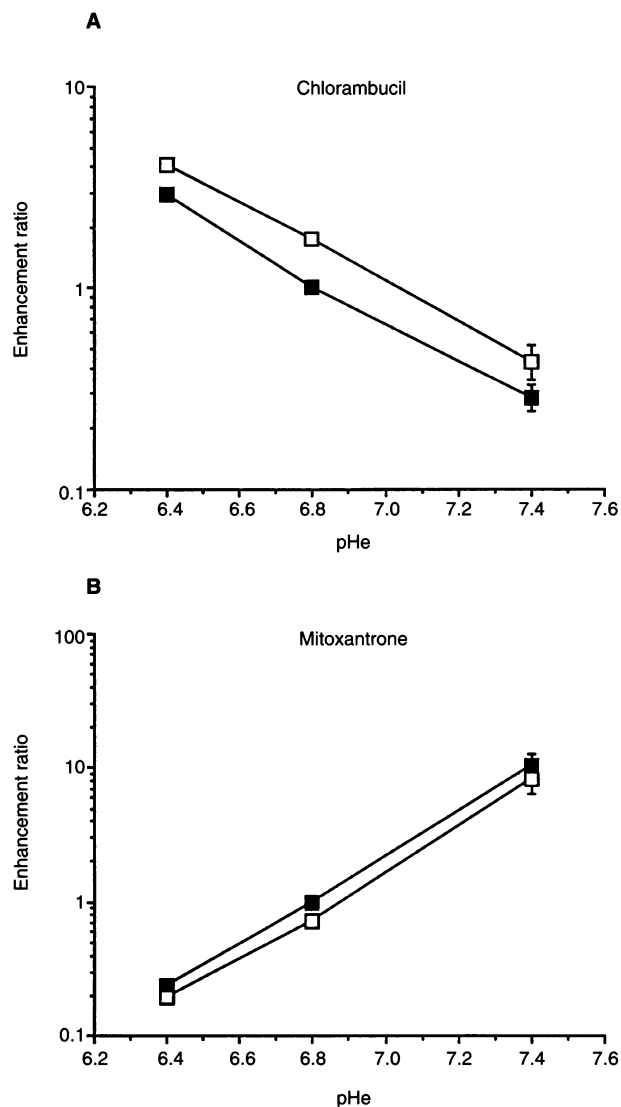 A
Chlorambucil
10
1
0.1
Enhancement ratio
6.2 6.4 6.6 6.8 7.0 7.2 7.4 7.6
pHe
B
Mitoxantrone
100
10
1
0.1
Enhancement ratio
6.2 6.4 6.6 6.8 7.0 7.2 7.4 7.6
pHe